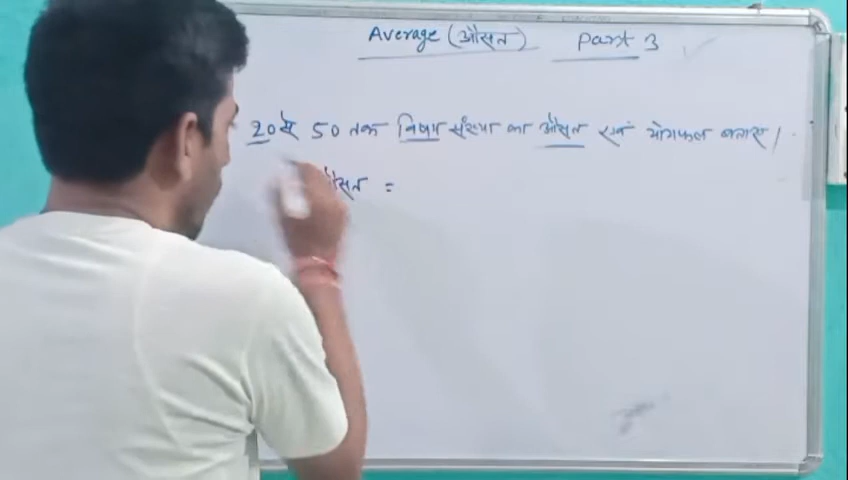 Average (औसत) Part 3
20 से 50 तक विषम संख्या का औसत एवं योगफल बताए।
औसत =